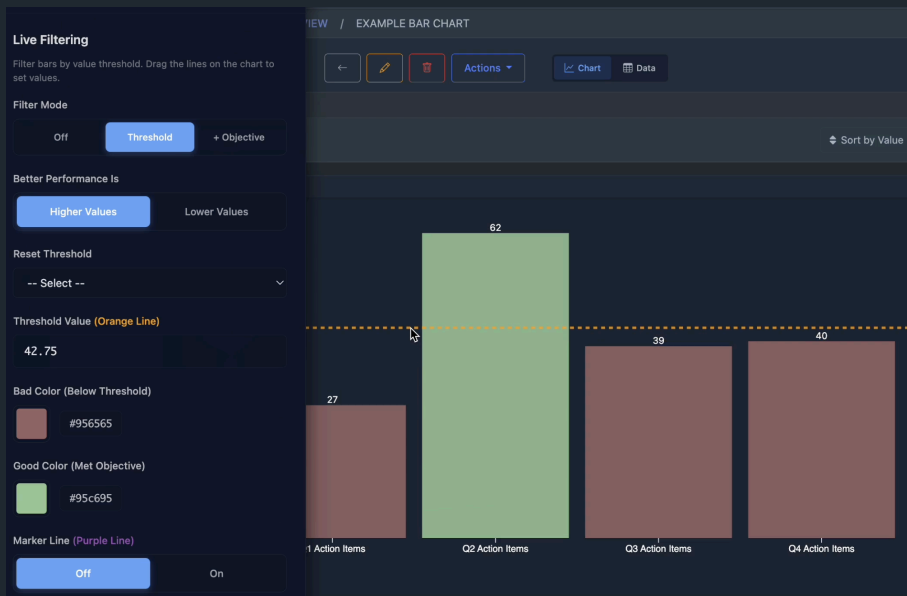 Live Filtering
Filter bars by value threshold. Drag the lines on the chart to
set values.
Filter Mode
Off
Threshold
+ Objective
Better Performance Is
Higher Values
Lower Values
Reset Threshold
-- Select --
Threshold Value (Orange Line)
42.75
Bad Color (Below Threshold)
#956565
Good Color (Met Objective)
#95c695
Marker Line (Purple Line)
Off
On
/ EXAMPLE BAR CHART
Actions
Chart
Data
Sort by Value
62
40
39
27
Action Items
Q2 Action Items
Q3 Action Items
Q4 Action Items